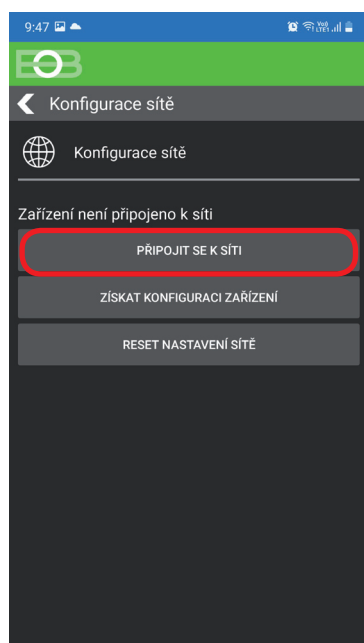 9:47
EOB
Konfigurace sítě
Konfigurace sítě
Zařízení není připojeno k síti
PŘIPOJIT SE K SÍTI
ZÍSKAT KONFIGURACI ZAŘÍZENÍ
RESET NASTAVENÍ SÍTĚ